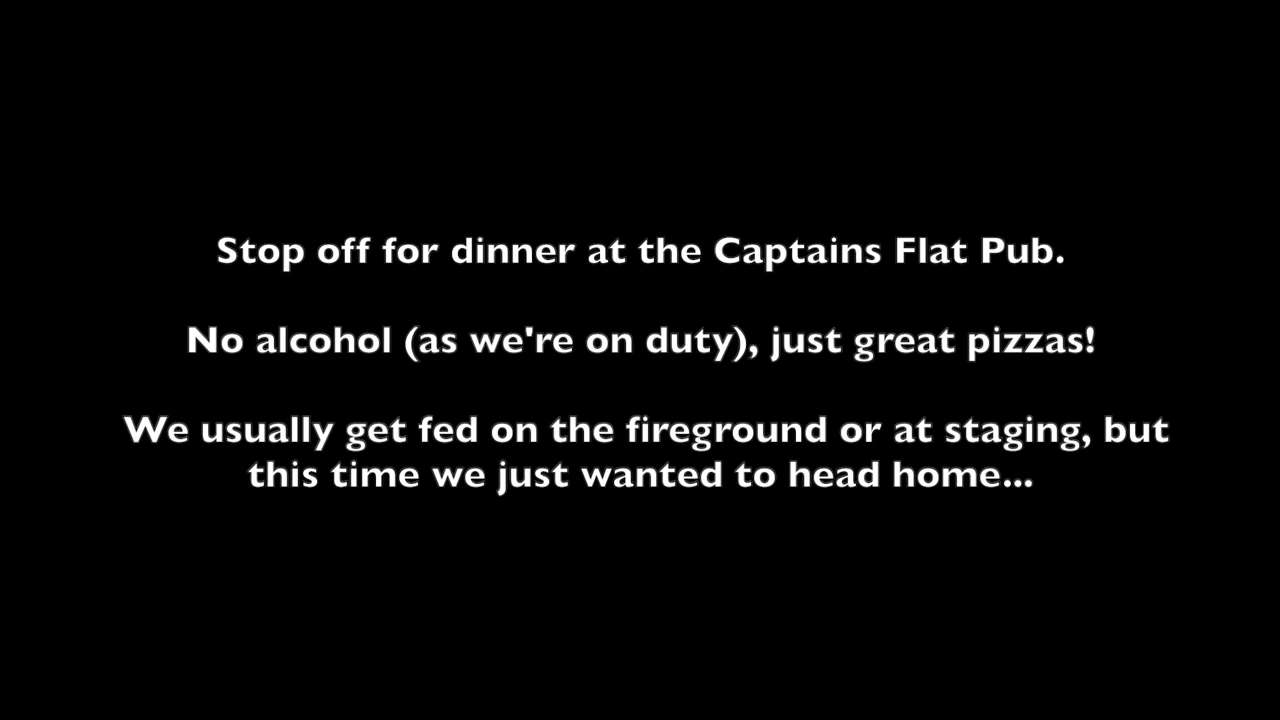 Stop off for dinner at the Captains Flat Pub.
No alcohol (as we're on duty), just great pizzas!
We usually get fed on the fireground or at staging, but
this time we just wanted to head home...